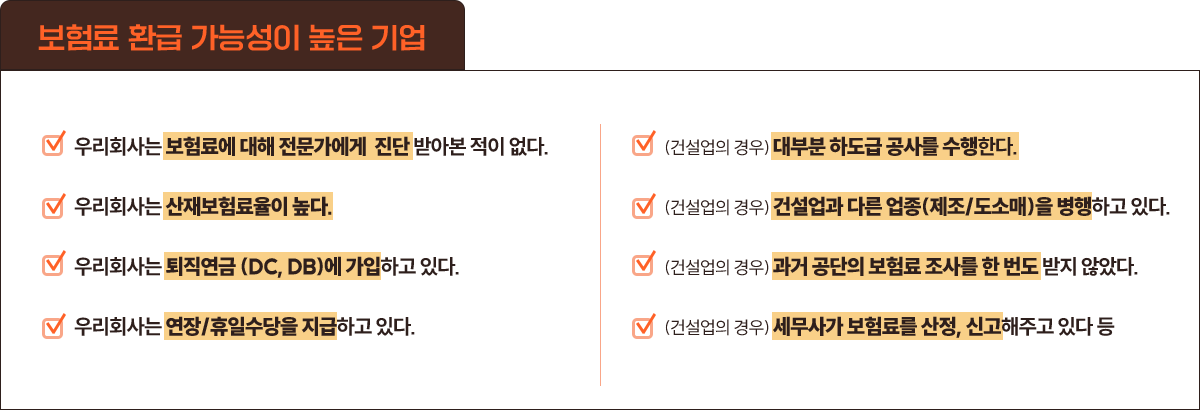 보험료 환급 가능성이 높은 기업
우리회사는 보험료에 대해 전문가에게 진단 받아본 적이 없다.
우리회사는 산재보험료율이 높다.
우리회사는 퇴직연금 (DC, DB)에 가입하고 있다.
우리회사는 연장/휴일수당을 지급하고 있다.
(건설업의 경우) 대부분 하도급 공사를 수행한다.
(건설업의 경우) 건설업과 다른 업종(제조/도소매)을 병행하고 있다.
(건설업의 경우) 과거 공단의 보험료 조사를 한 번도 받지 않았다.
(건설업의 경우) 세무사가 보험료를 산정, 신고해주고 있다 등